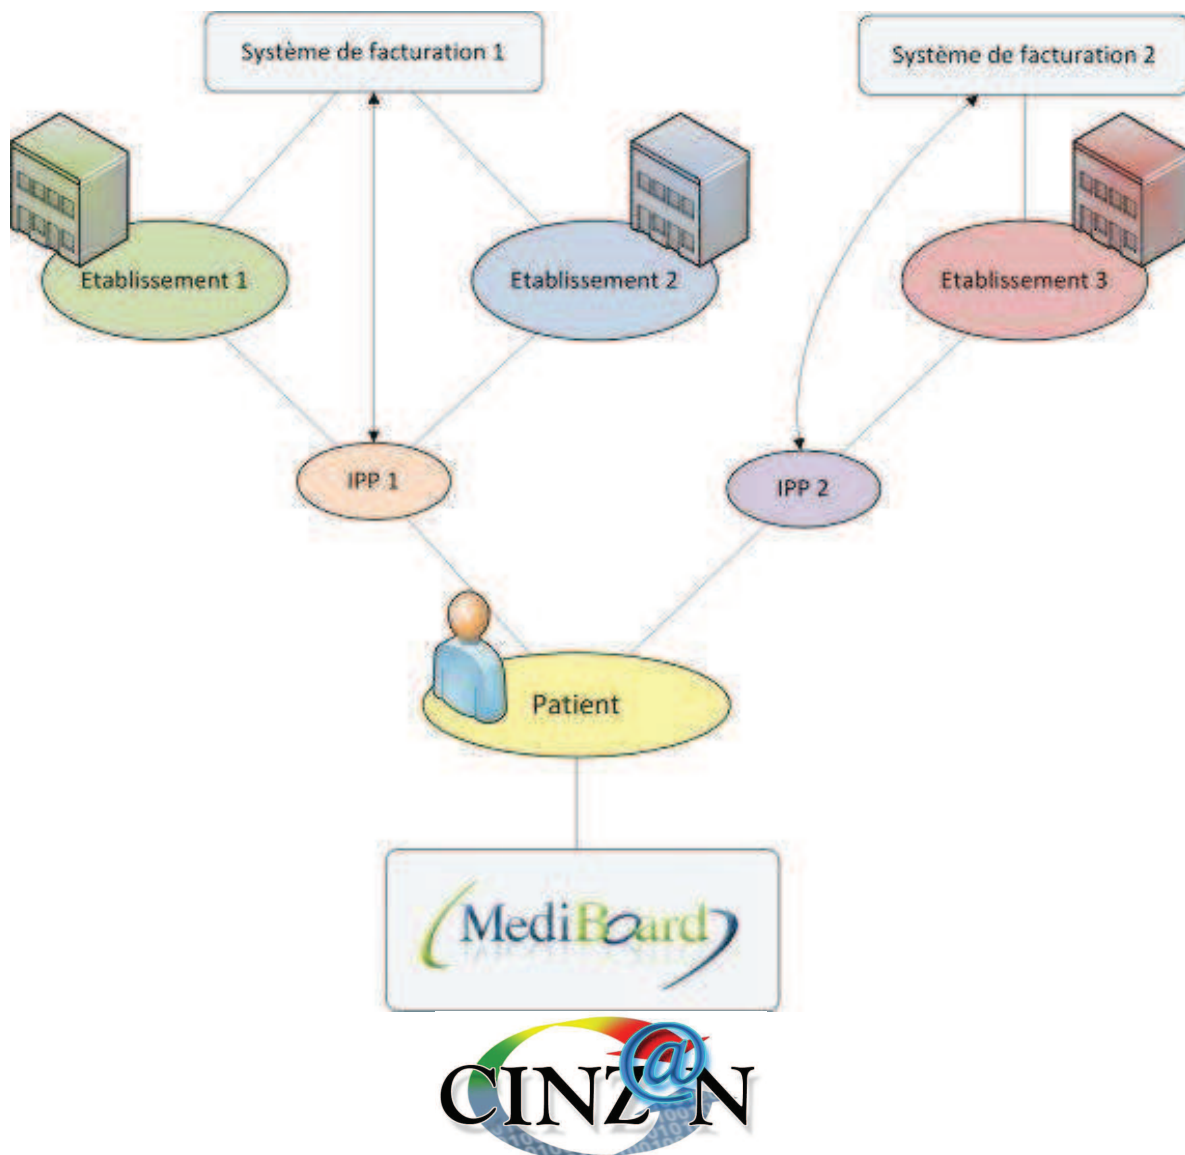 Système de facturation 1
Système de facturation 2
Etablissement 1
Etablissement 2
Etablissement 3
IPP 1
IPP 2
Patient
MediBoard
CINZ@N